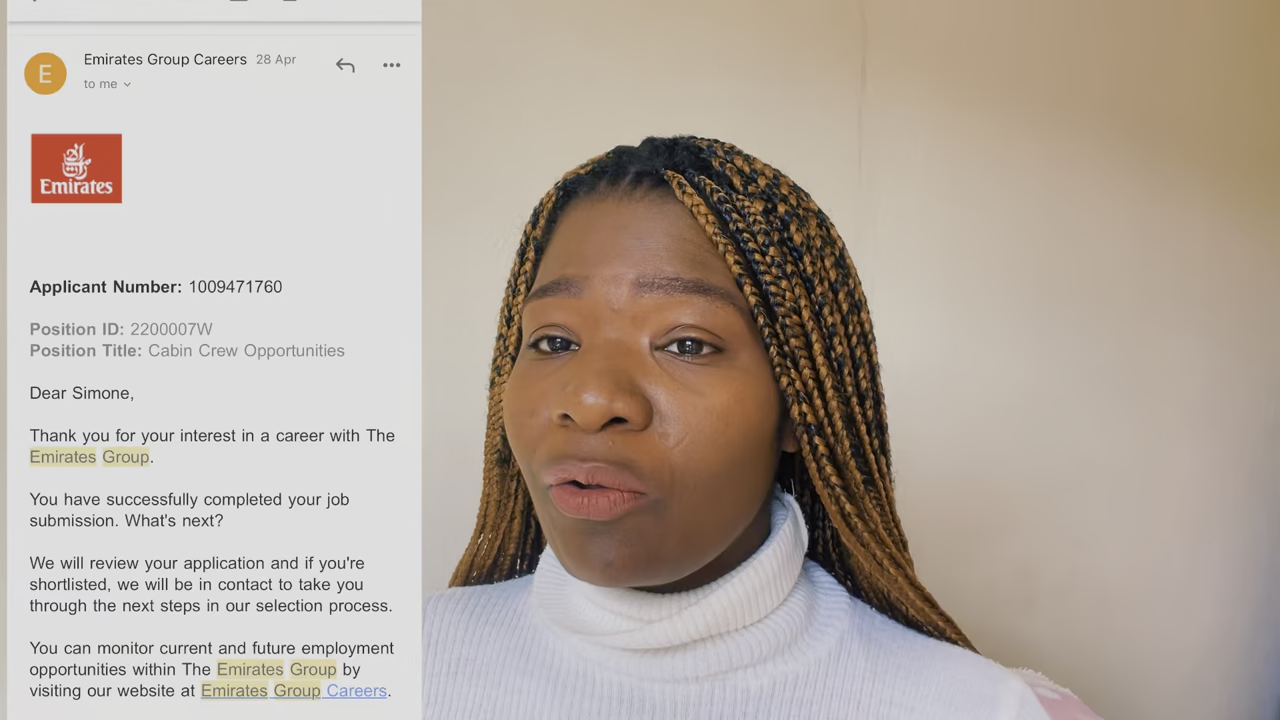 Emirates Group Careers 28 Apr
E
to me
Emirates
Applicant Number: 1009471760
Position ID: 2200007W
Position Title: Cabin Crew Opportunities
Dear Simone,
Thank you for your interest in a career with The
Emirates Group.
You have successfully completed your job
submission. What's next?
We will review your application and if you're
shortlisted, we will be in contact to take you
through the next steps in our selection process.
You can monitor current and future employment
opportunities within The Emirates Group by
visiting our website at Emirates Group Careers.